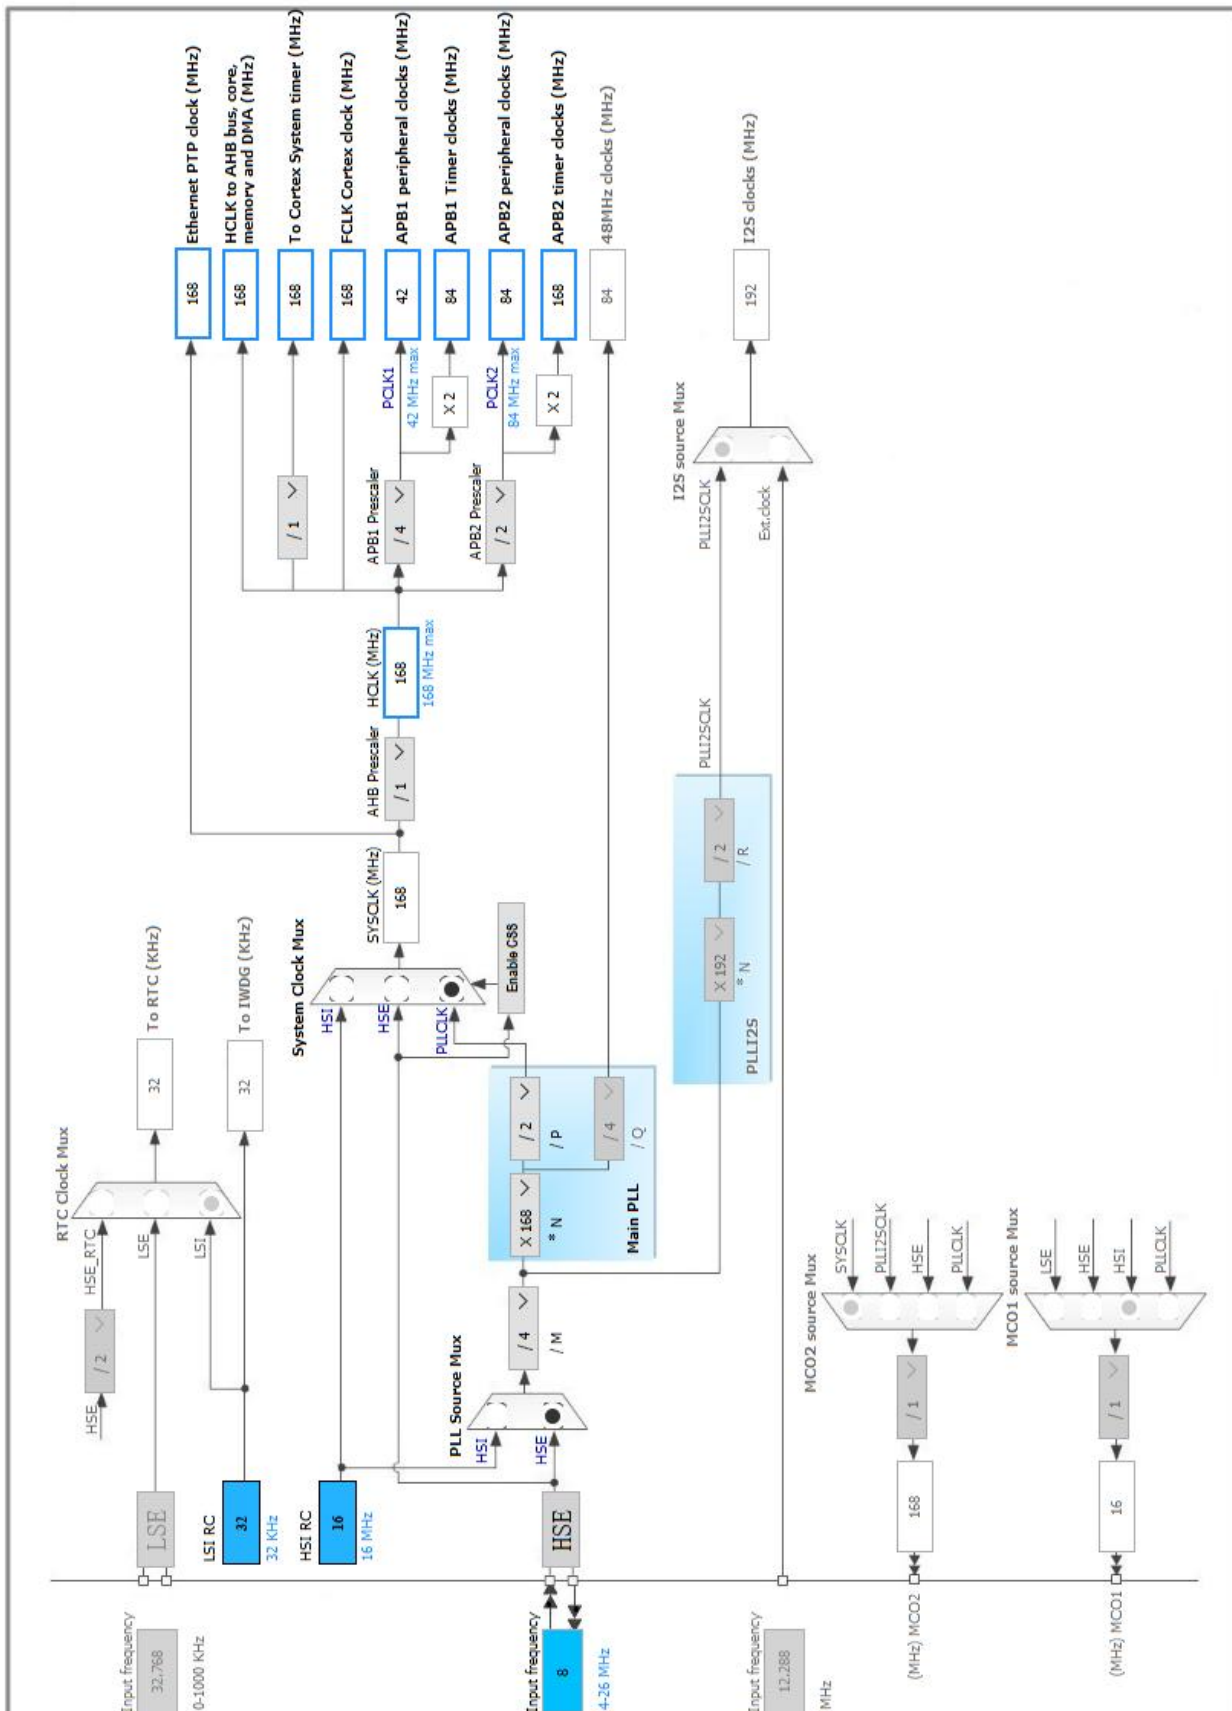 RTC Clock Mux
HSE
/ 2
HSE_RTC
LSE
LSI
32
To RTC (KHz)
Input frequency
32.768
0-1000 KHz
LSE
LSI RC
32
32 KHz
32
To IWDG (KHz)
HSI RC
16
16 MHz
System Clock Mux
HSI
HSE
PLLCLK
Enable CSS
SYSCLK (MHz)
168
AHB Prescaler
/ 1
HCLK (MHz)
168
168 MHz max
168
Ethernet PTP clock (MHz)
168
HCLK to AHB bus, core,
memory and DMA (MHz)
/ 1
168
To Cortex System timer (MHz)
168
FCLK Cortex clock (MHz)
APB1 Prescaler
/ 4
PCLK1
42 MHz max
42
APB1 peripheral clocks (MHz)
X 2
84
APB1 Timer clocks (MHz)
APB2 Prescaler
/ 2
PCLK2
84 MHz max
84
APB2 peripheral clocks (MHz)
X 2
168
APB2 timer clocks (MHz)
84
48MHz clocks (MHz)
PLL Source Mux
HSI
HSE
Input frequency
8
4-26 MHz
HSE
/ 4
/ M
X 168
* N
/ 2
/ P
/ 4
/ Q
Main PLL
PLLI2S
X 192
* N
/ 2
/ R
PLLI2SCLK
PLLI2SCLK
I2S source Mux
Ext.clock
192
I2S clocks (MHz)
Input frequency
12.288
MHz
MCO2 source Mux
SYSCLK
PLLI2SCLK
HSE
PLLCLK
/ 1
168
(MHz) MCO2
MCO1 source Mux
LSE
HSE
HSI
PLLCLK
/ 1
16
(MHz) MCO1